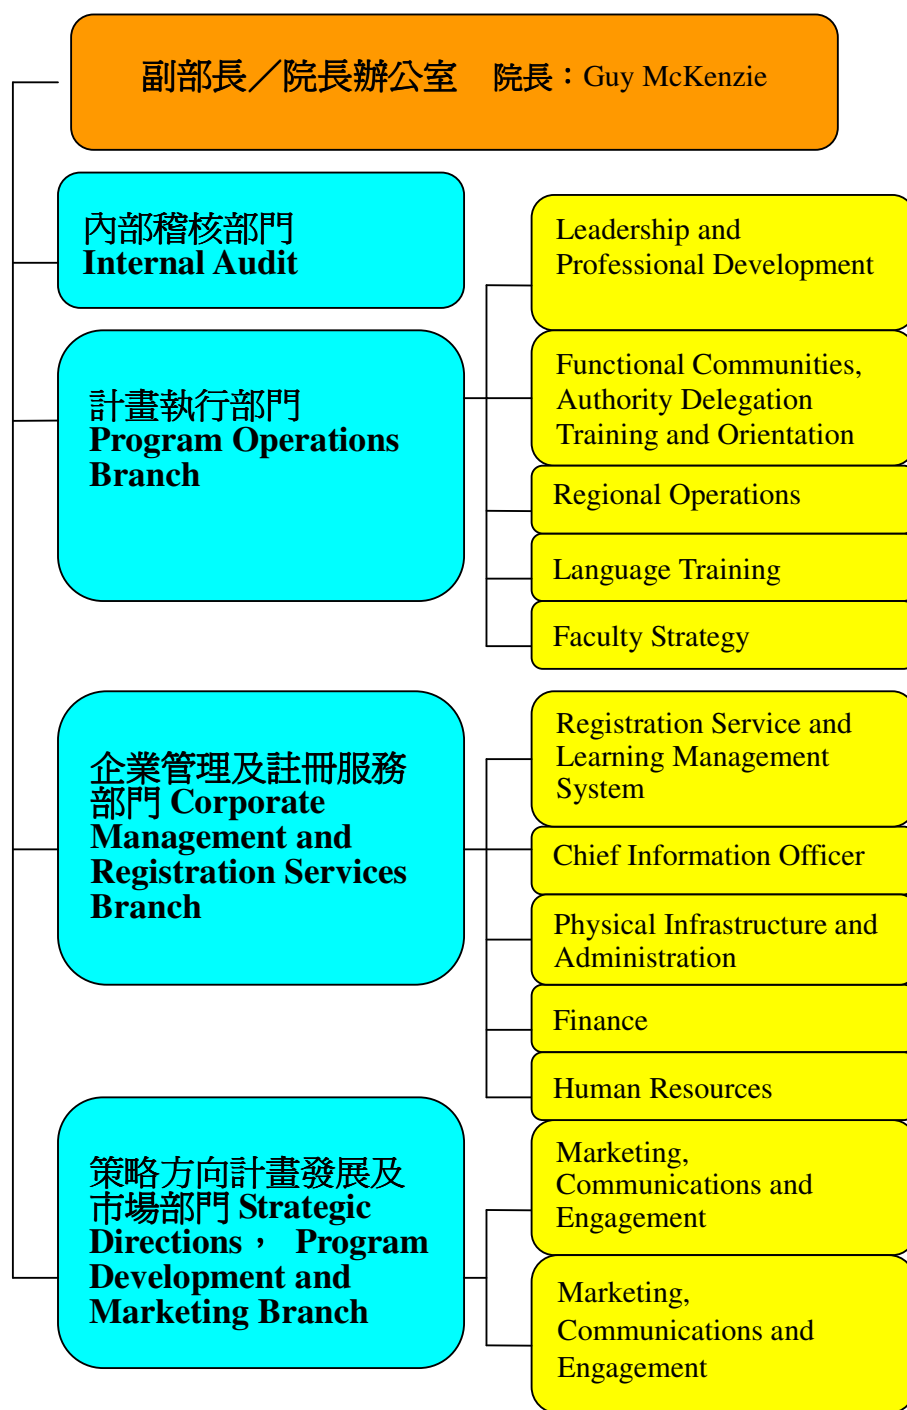 副部長／院長辦公室 院長：Guy McKenzie
內部稽核部門
Internal Audit
Leadership and
Professional Development
計畫執行部門
Program Operations
Branch
Functional Communities,
Authority Delegation
Training and Orientation
Regional Operations
Language Training
Faculty Strategy
企業管理及註冊服務
部門 Corporate
Management and
Registration Services
Branch
Registration Service and
Learning Management
System
Chief Information Officer
Physical Infrastructure and
Administration
Finance
Human Resources
策略方向計畫發展及
市場部門 Strategic
Directions， Program
Development and
Marketing Branch
Marketing,
Communications and
Engagement
Marketing,
Communications and
Engagement